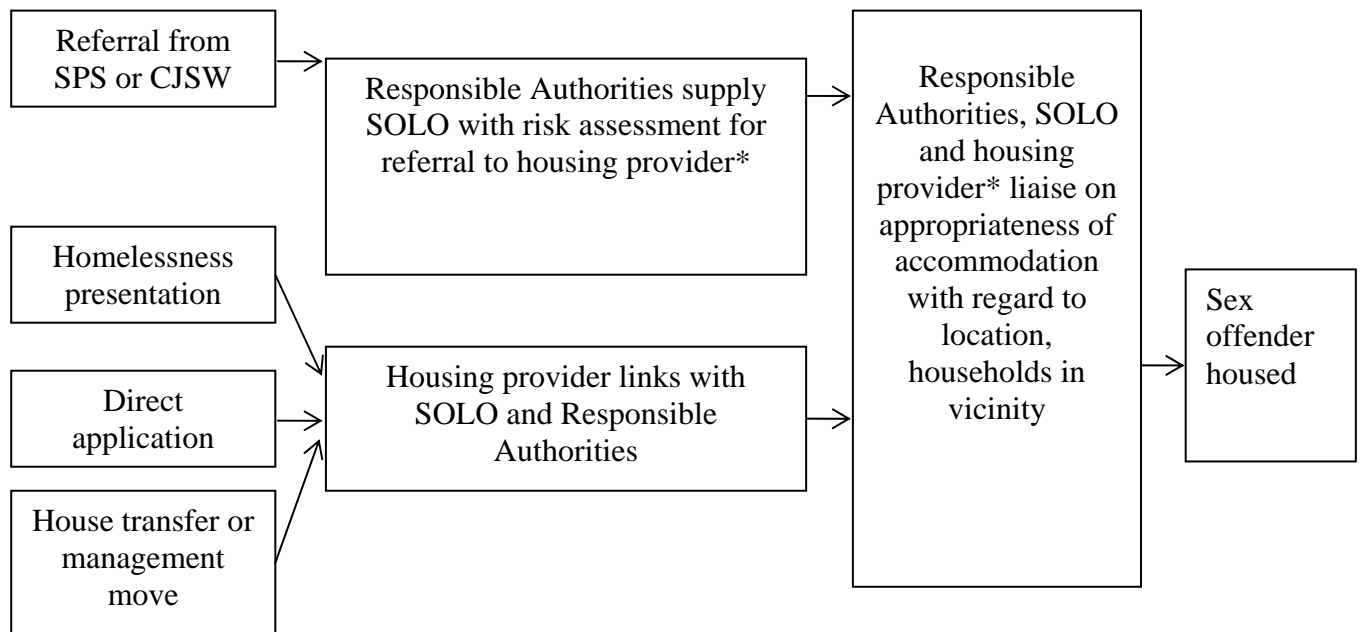 Referral from
SPS or CJSW
Responsible Authorities supply
SOLO with risk assessment for
referral to housing provider*
Homelessness
presentation
Direct
application
House transfer or
management
move
Housing provider links with
SOLO and Responsible
Authorities
Responsible
Authorities, SOLO
and housing
provider* liaise on
appropriateness of
accommodation
with regard to
location,
households in
vicinity
Sex
offender
housed